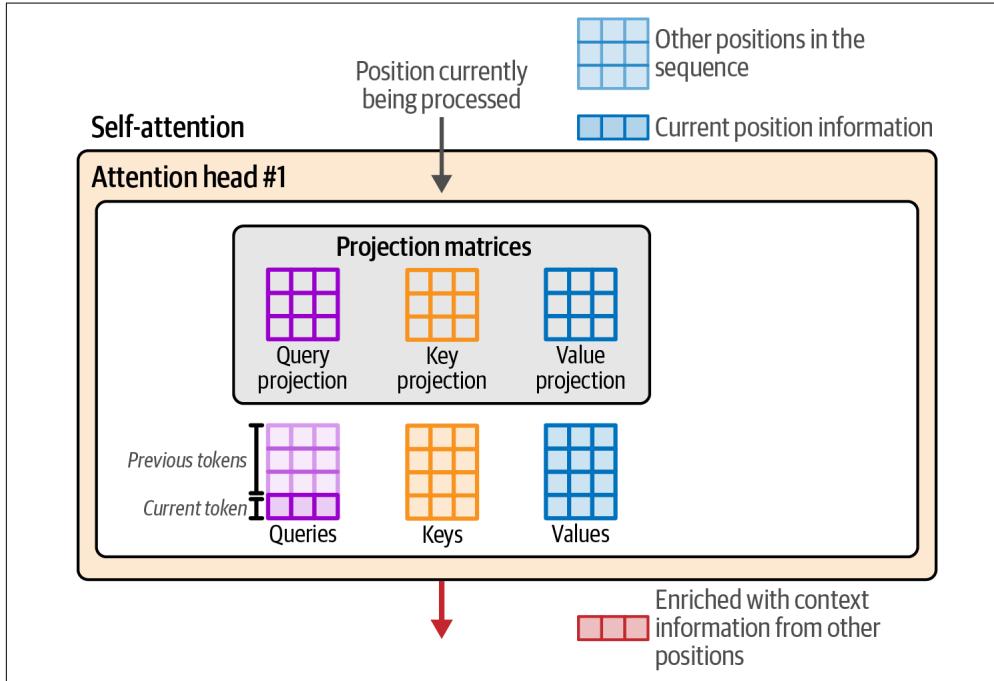 Other positions in the
sequence
Position currently
being processed
Current position information
Self-attention
Attention head #1
Projection matrices
Query
projection
Key
projection
Value
projection
Previous tokens
Current token
Queries
Keys
Values
Enriched with context
information from other
positions